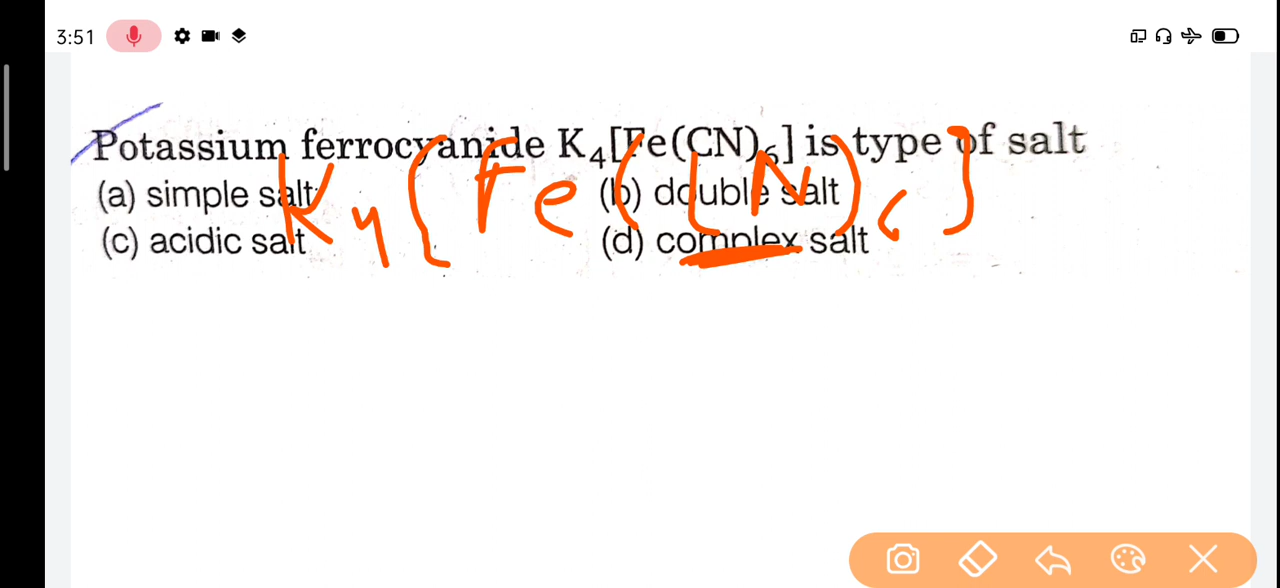 3:51
Potassium ferrocyanide K₄[Fe(CN)₆] is type of salt
(a) simple salt
(b) double salt
(c) acidic salt
(d) complex salt
K₄[Fe(CN)₆]